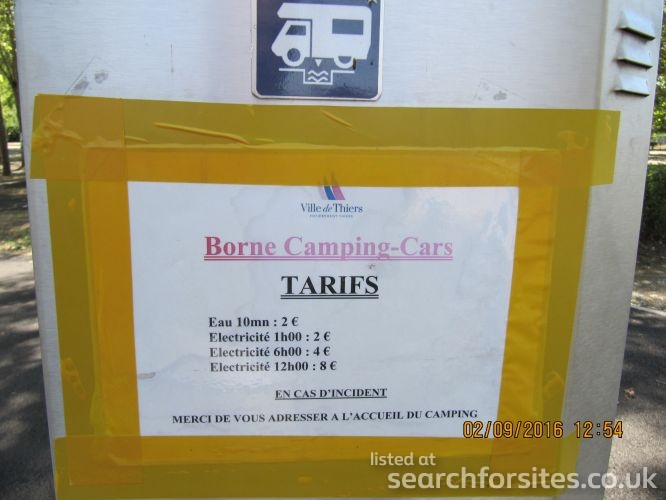 Ville de Thiers
Borne Camping-Cars
TARIFS
Eau 10mn : 2 €
Electricité 1h00 : 2 €
Electricité 6h00 : 4 €
Electricité 12h00 : 8 €
EN CAS D'INCIDENT
MERCI DE VOUS ADRESSER A L'ACCUEIL DU CAMPING
02/09/2016 12:54
listed at
searchforsites.co.uk